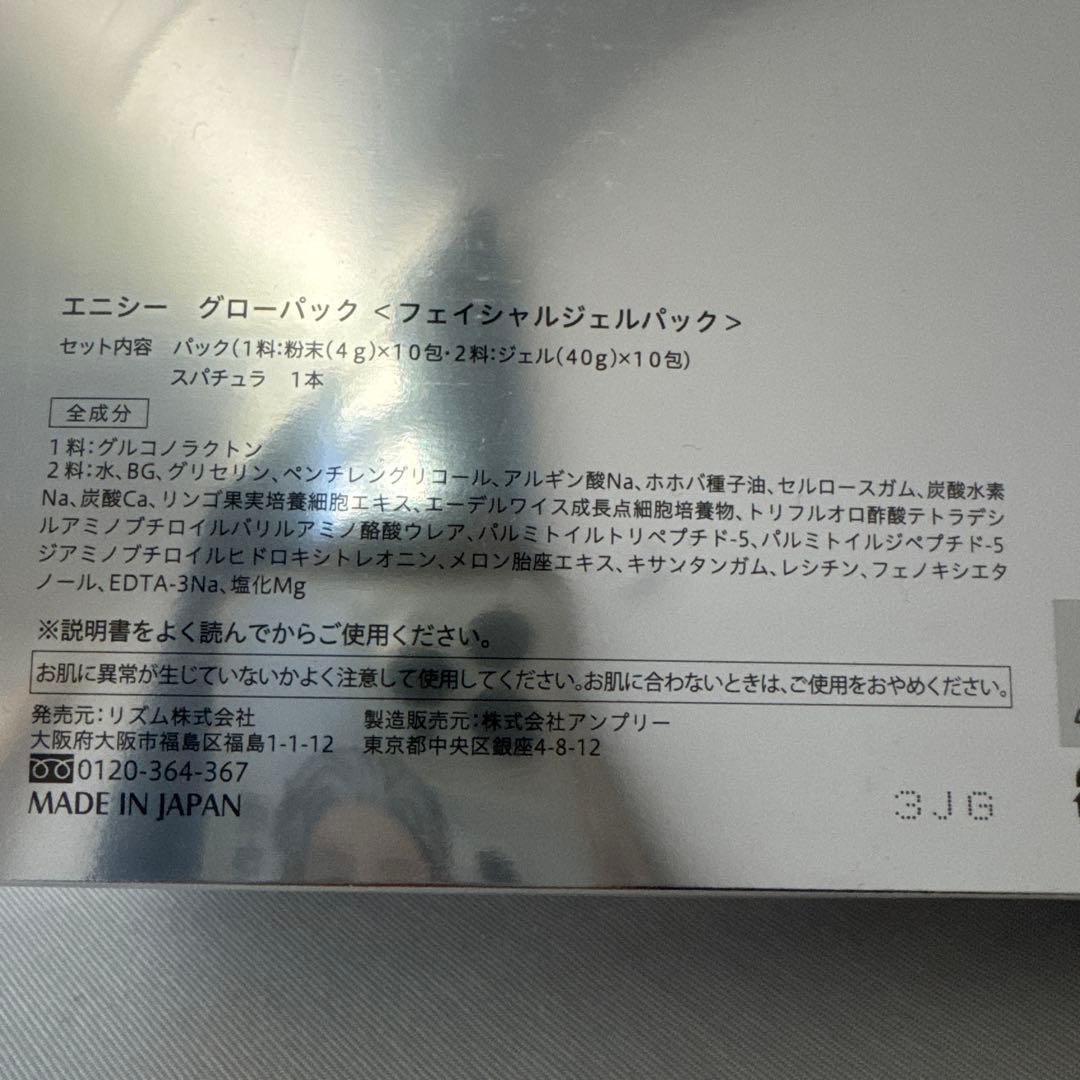 エニシー　グローパック <フェイシャルジェルパック>
セット内容　パック(1料:粉末(4g)×10包・2料:ジェル(40g)×10包)
スパチュラ　1本
全成分
1料:グルコノラクトン
2料:水、BG、グリセリン、ペンチレングリコール、アルギン酸Na、ホホバ種子油、セルロースガム、炭酸水素
Na、炭酸Ca、リンゴ果実培養細胞エキス、エーデルワイス成長点細胞培養物、トリフルオロ酢酸テトラデシ
ルアミノブチロイルバリルアミノ酪酸ウレア、パルミトイルトリペプチド-5、パルミトイルジペプチド-5
ジアミノブチロイルヒドロキシトレオニン、メロン胎座エキス、キサンタンガム、レシチン、フェノキシエタ
ノール、EDTA-3Na、塩化Mg
※説明書をよく読んでからご使用ください。
お肌に異常が生じていないかよく注意して使用してください。お肌に合わないときは、ご使用をおやめください。
発売元:リズム株式会社　製造販売元:株式会社アンプリー
大阪府大阪市福島区福島1-1-12　東京都中央区銀座4-8-12
0120-364-367
MADE IN JAPAN
3JG